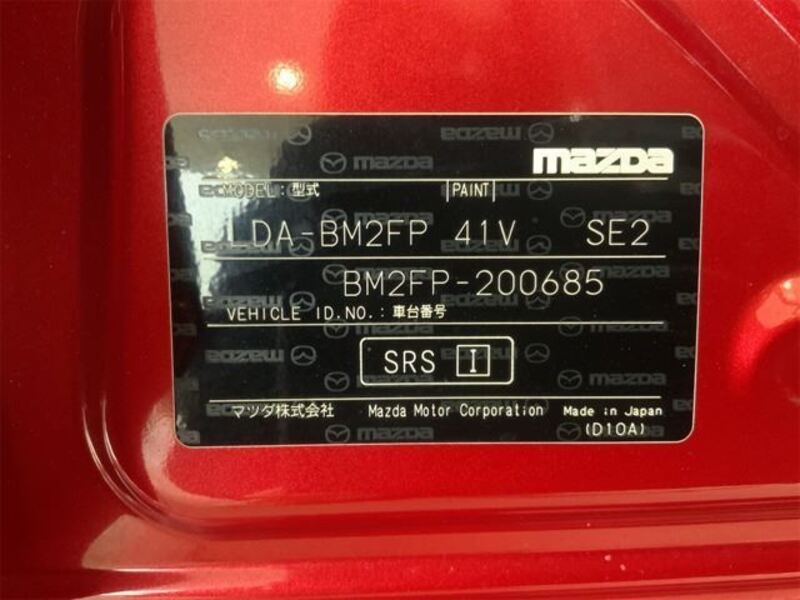 mazda
MODEL: 型式 PAINT
LDA-BM2FP 41V SE2
BM2FP-200685
VEHICLE ID.NO.: 車台番号
SRS I
マツダ株式会社 Mazda Motor Corporation Made in Japan
(D10A)